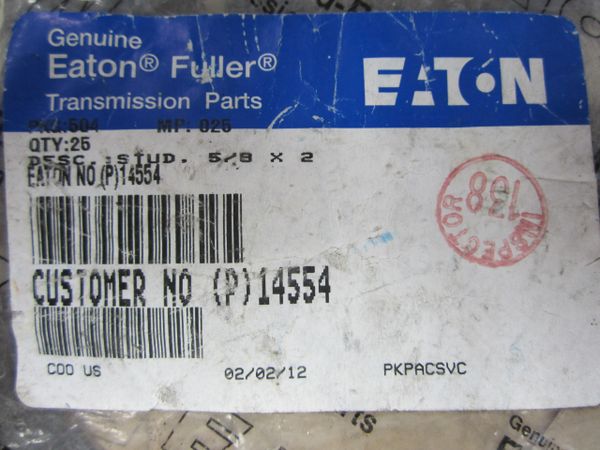 Genuine
Eaton® Fuller®
Transmission Parts
EATON
PKG:504 MP: 025
QTY:25
DESC.:STUD. 5/8 X 2
EATON NO (P)14554
INSPECTOR
138
CUSTOMER NO (P)14554
COO US 02/02/12 PKPACSVC
Genuine